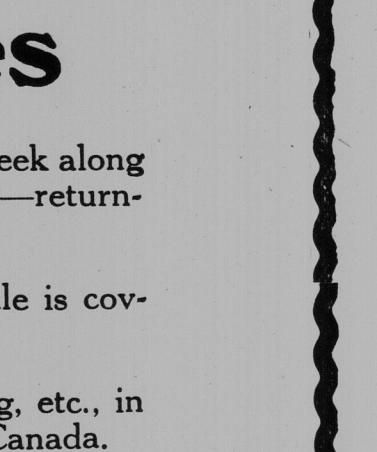 es
eek along
—return-
le is cov-
g, etc., in
Canada.